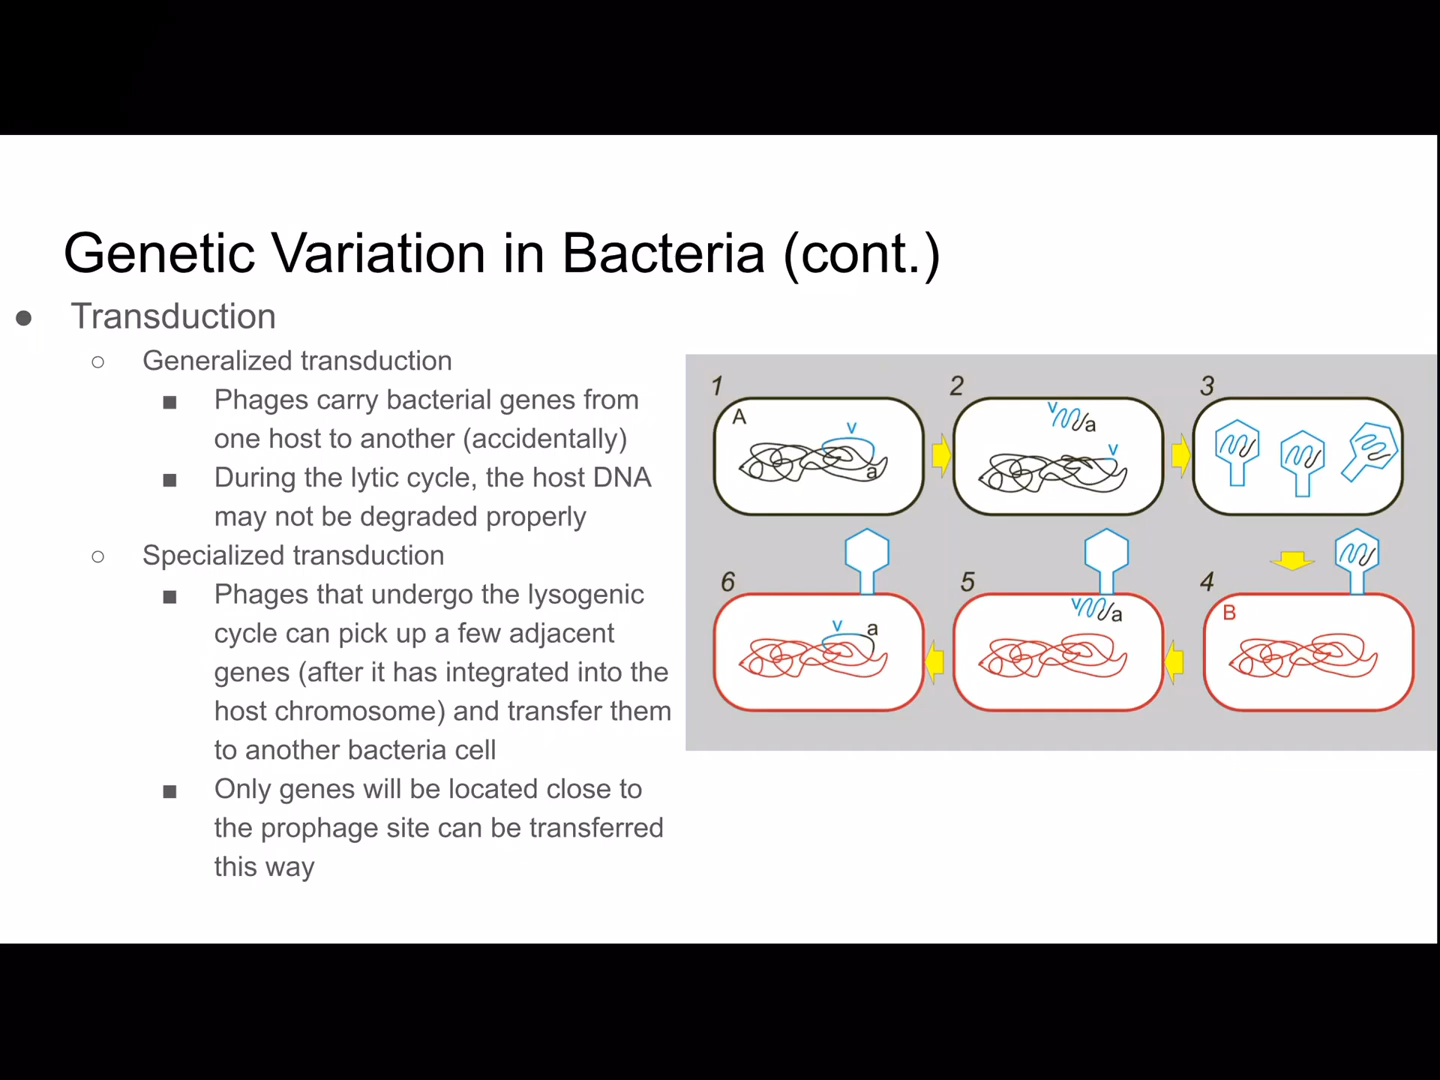 Genetic Variation in Bacteria (cont.)
● Transduction
○ Generalized transduction
■ Phages carry bacterial genes from
one host to another (accidentally)
■ During the lytic cycle, the host DNA
may not be degraded properly
○ Specialized transduction
■ Phages that undergo the lysogenic
cycle can pick up a few adjacent
genes (after it has integrated into the
host chromosome) and transfer them
to another bacteria cell
■ Only genes will be located close to
the prophage site can be transferred
this way
1
A
v
a
2
v
a
v
3
4
B
5
v
a
6
v
a